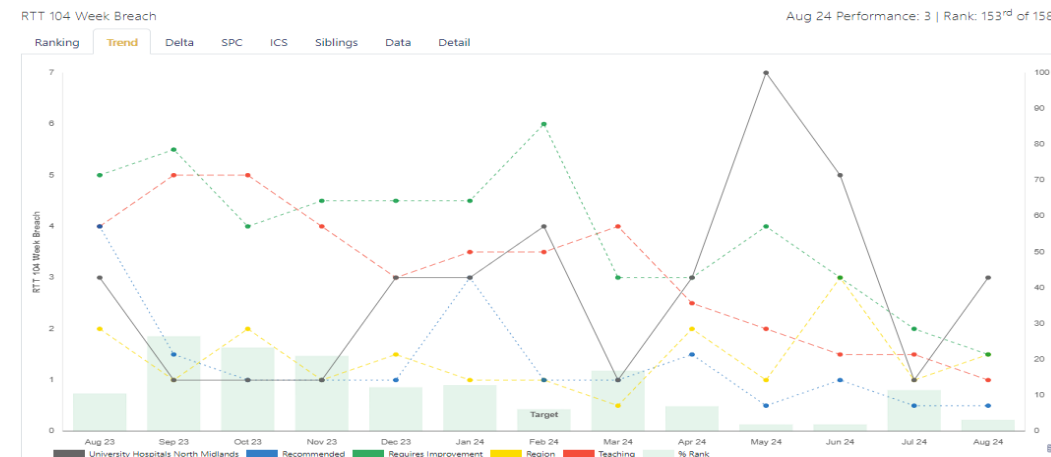 RTT 104 Week Breach
Aug 24 Performance: 3 | Rank: 153rd of 158
Ranking Trend Delta SPC ICS Siblings Data Detail
7
6
5
4
3
2
1
0
RTT 104 Week Breach
100
90
80
70
60
50
40
30
20
10
0
Target
Aug 23 Sep 23 Oct 23 Nov 23 Dec 23 Jan 24 Feb 24 Mar 24 Apr 24 May 24 Jun 24 Jul 24 Aug 24
University Hospitals North Midlands Recommended Requires Improvement Region Teaching % Rank